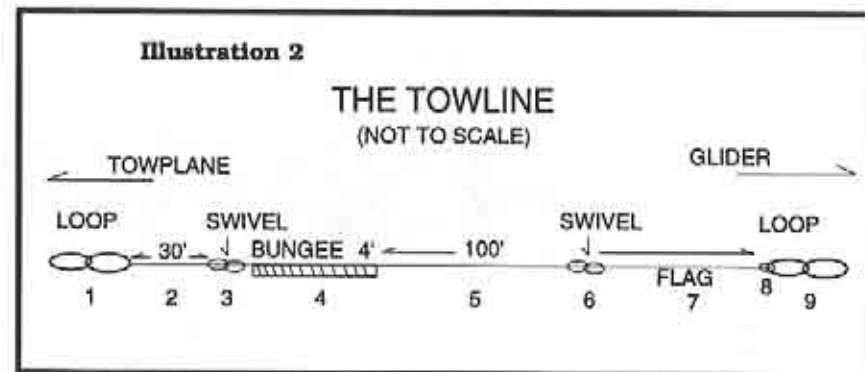 Illustration 2
THE TOWLINE
(NOT TO SCALE)
TOWPLANE
GLIDER
LOOP SWIVEL SWIVEL LOOP
30' BUNGEE 4' 100'
FLAG
1 2 3 4 5 6 7 8 9